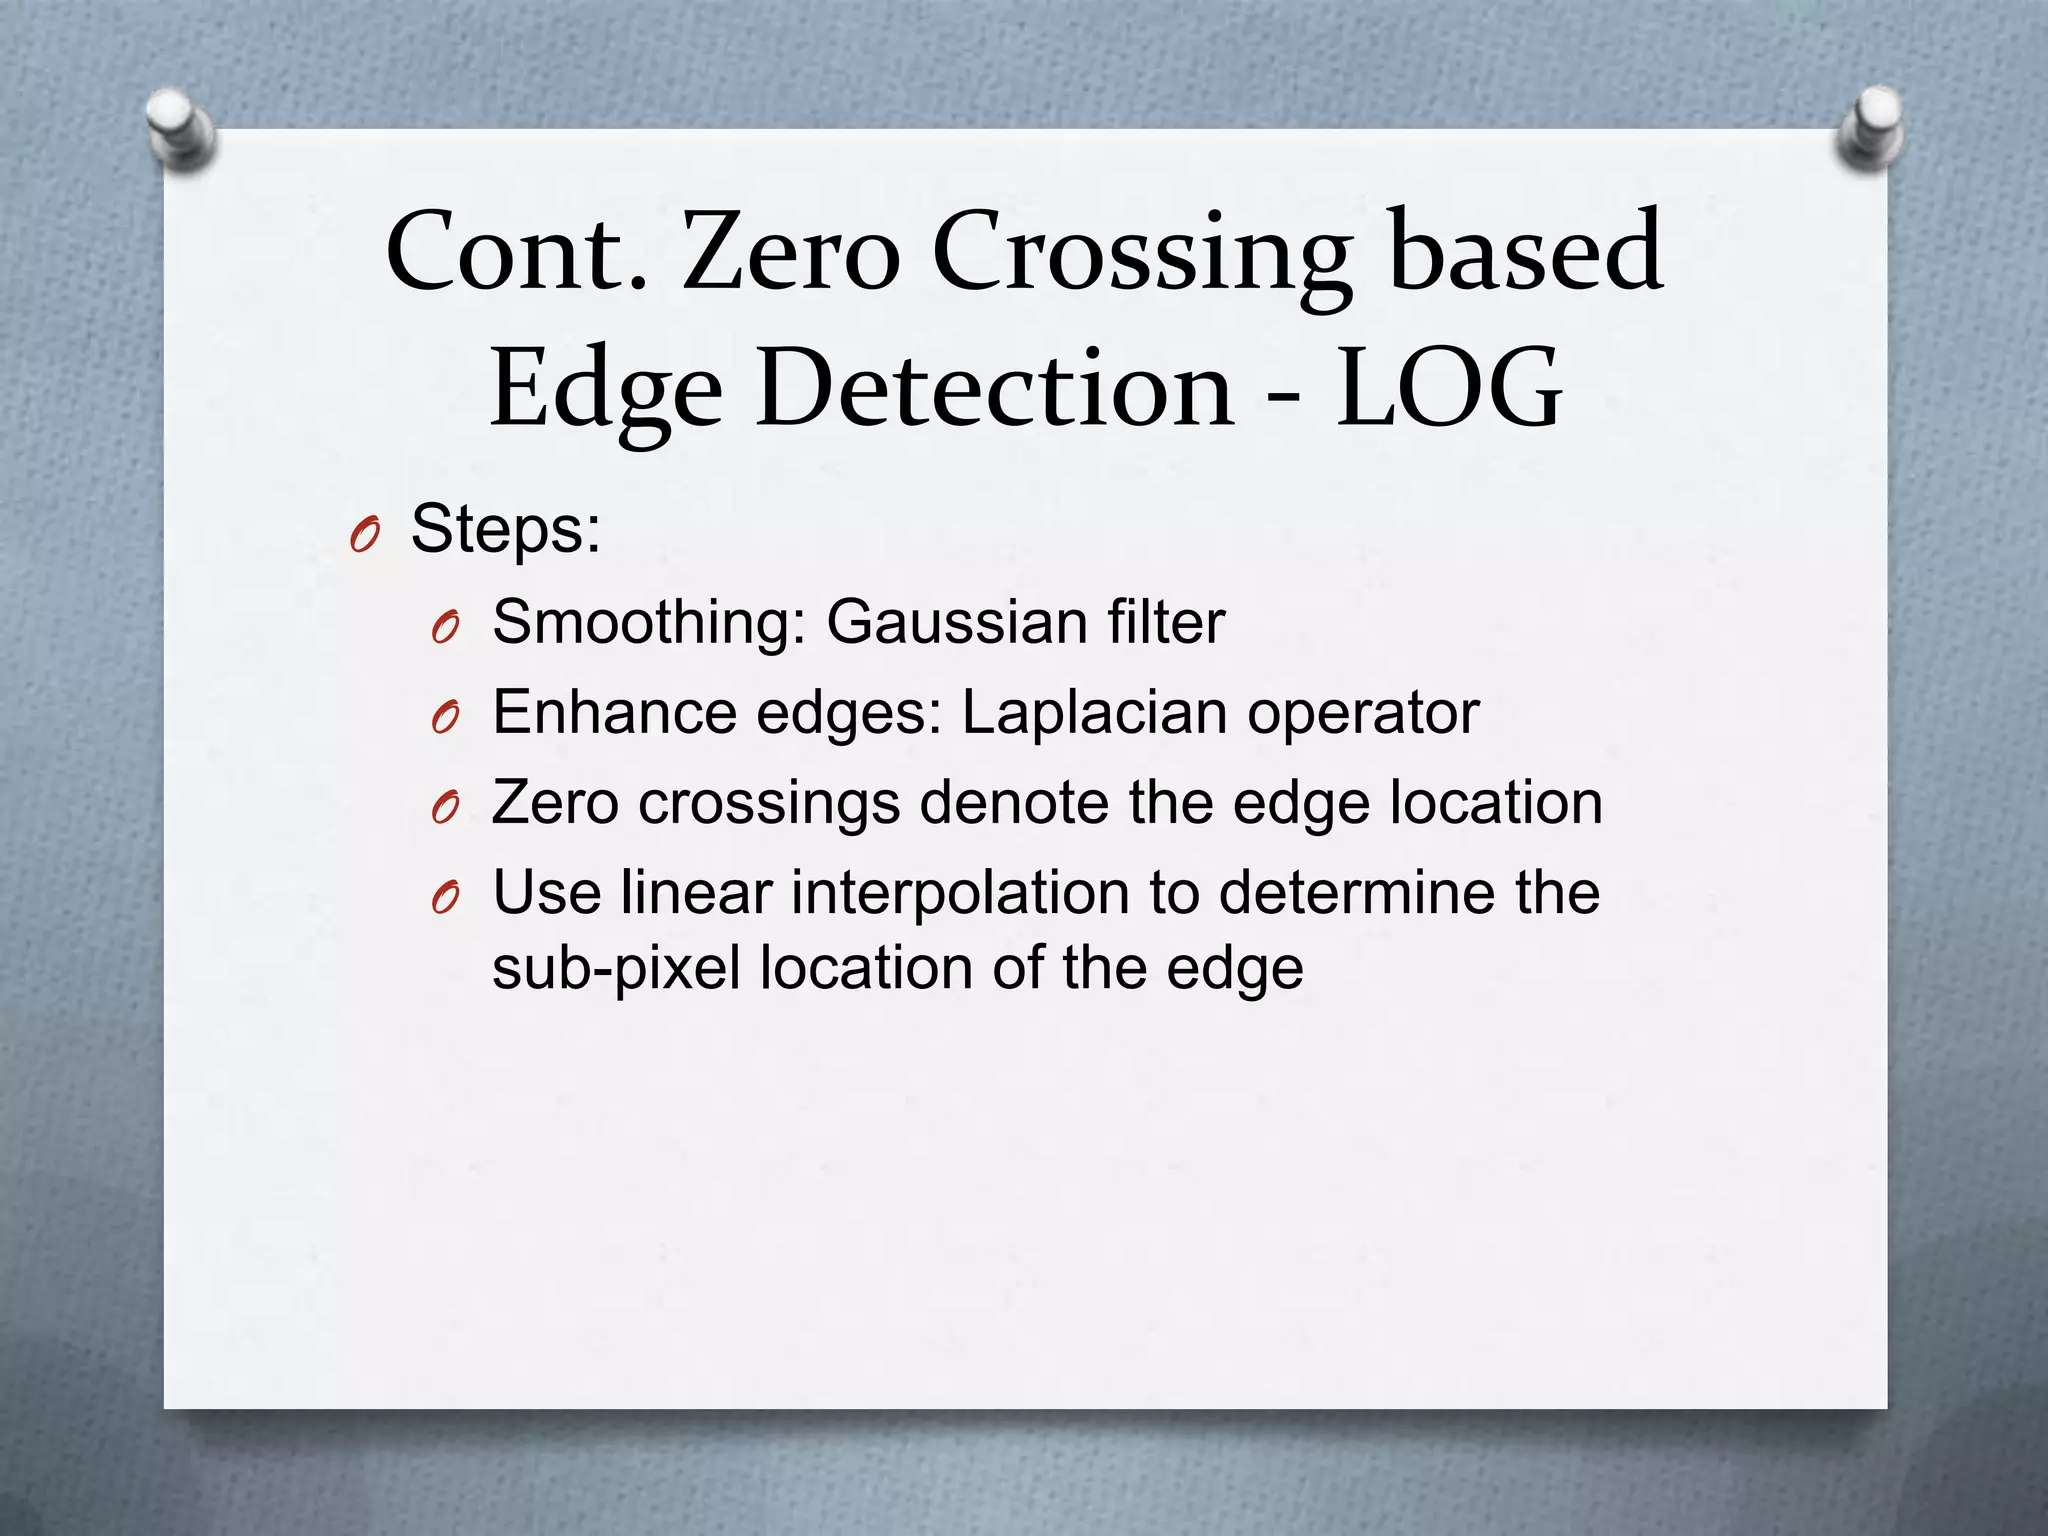 Cont. Zero Crossing based
Edge Detection - LOG
Steps:
Smoothing: Gaussian filter
Enhance edges: Laplacian operator
Zero crossings denote the edge location
Use linear interpolation to determine the
sub-pixel location of the edge